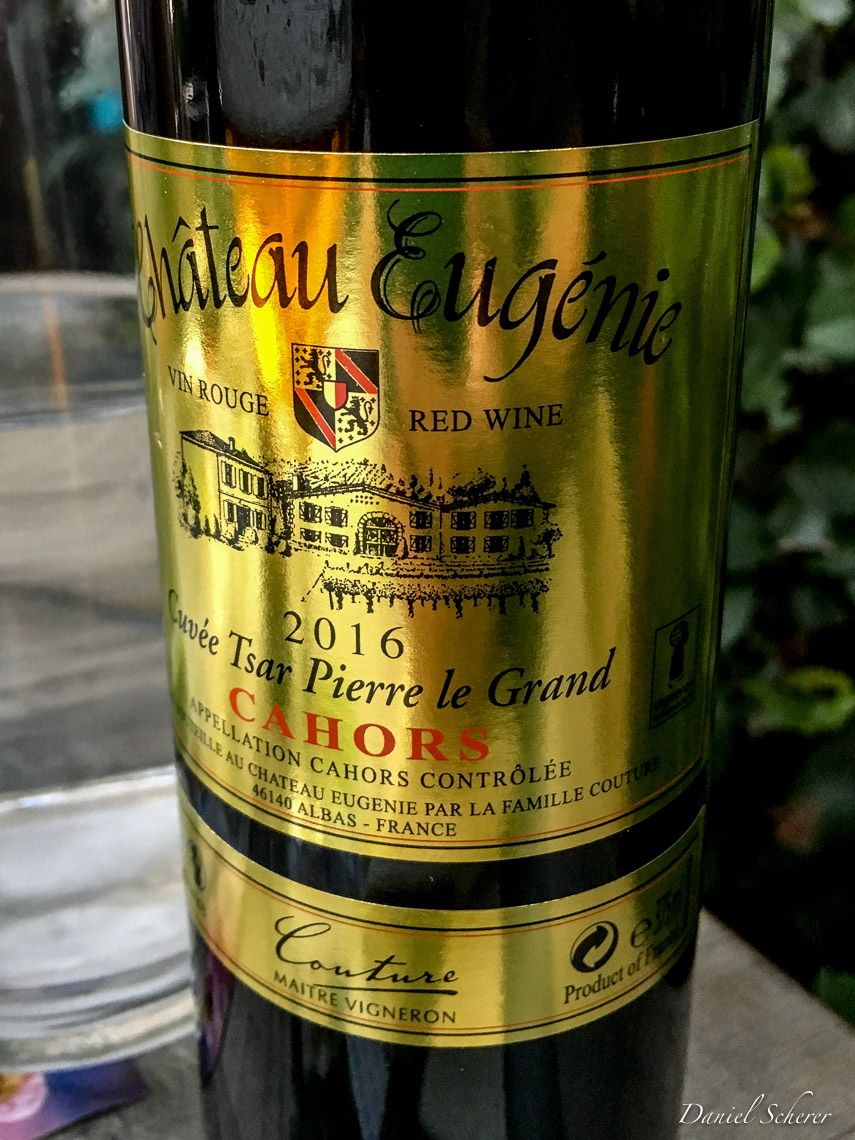 Château Eugénie
VIN ROUGE
RED WINE
2016
Cuvée Tsar Pierre le Grand
CAHORS
APPELLATION CAHORS CONTRÔLÉE
AU CHATEAU EUGENIE PAR LA FAMILLE COUTURE
46140 ALBAS - FRANCE
Couture
MAITRE VIGNERON
e
Product of
Daniel Scherer